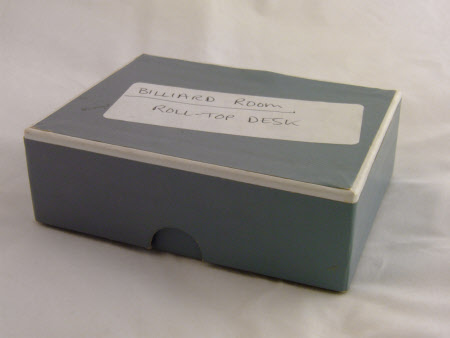 BILLIARD ROOM.
ROLL-TOP DESK